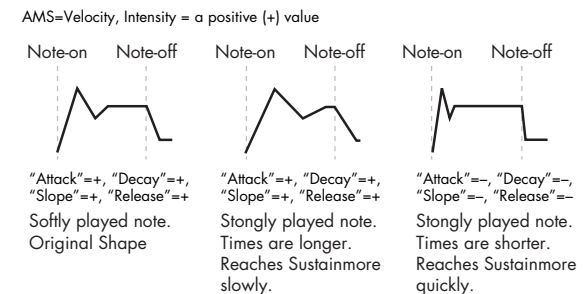 AMS=Velocity, Intensity = a positive (+) value
Note-on Note-off
"Attack"=+, "Decay"=+,
"Slope"=+, "Release"=+
Softly played note.
Original Shape
Note-on Note-off
"Attack"=+, "Decay"=+,
"Slope"=+, "Release"=+
Stongly played note.
Times are longer.
Reaches Sustainmore
slowly.
Note-on Note-off
"Attack"=–, "Decay"=–,
"Slope"=–, "Release"=–
Stongly played note.
Times are shorter.
Reaches Sustainmore
quickly.